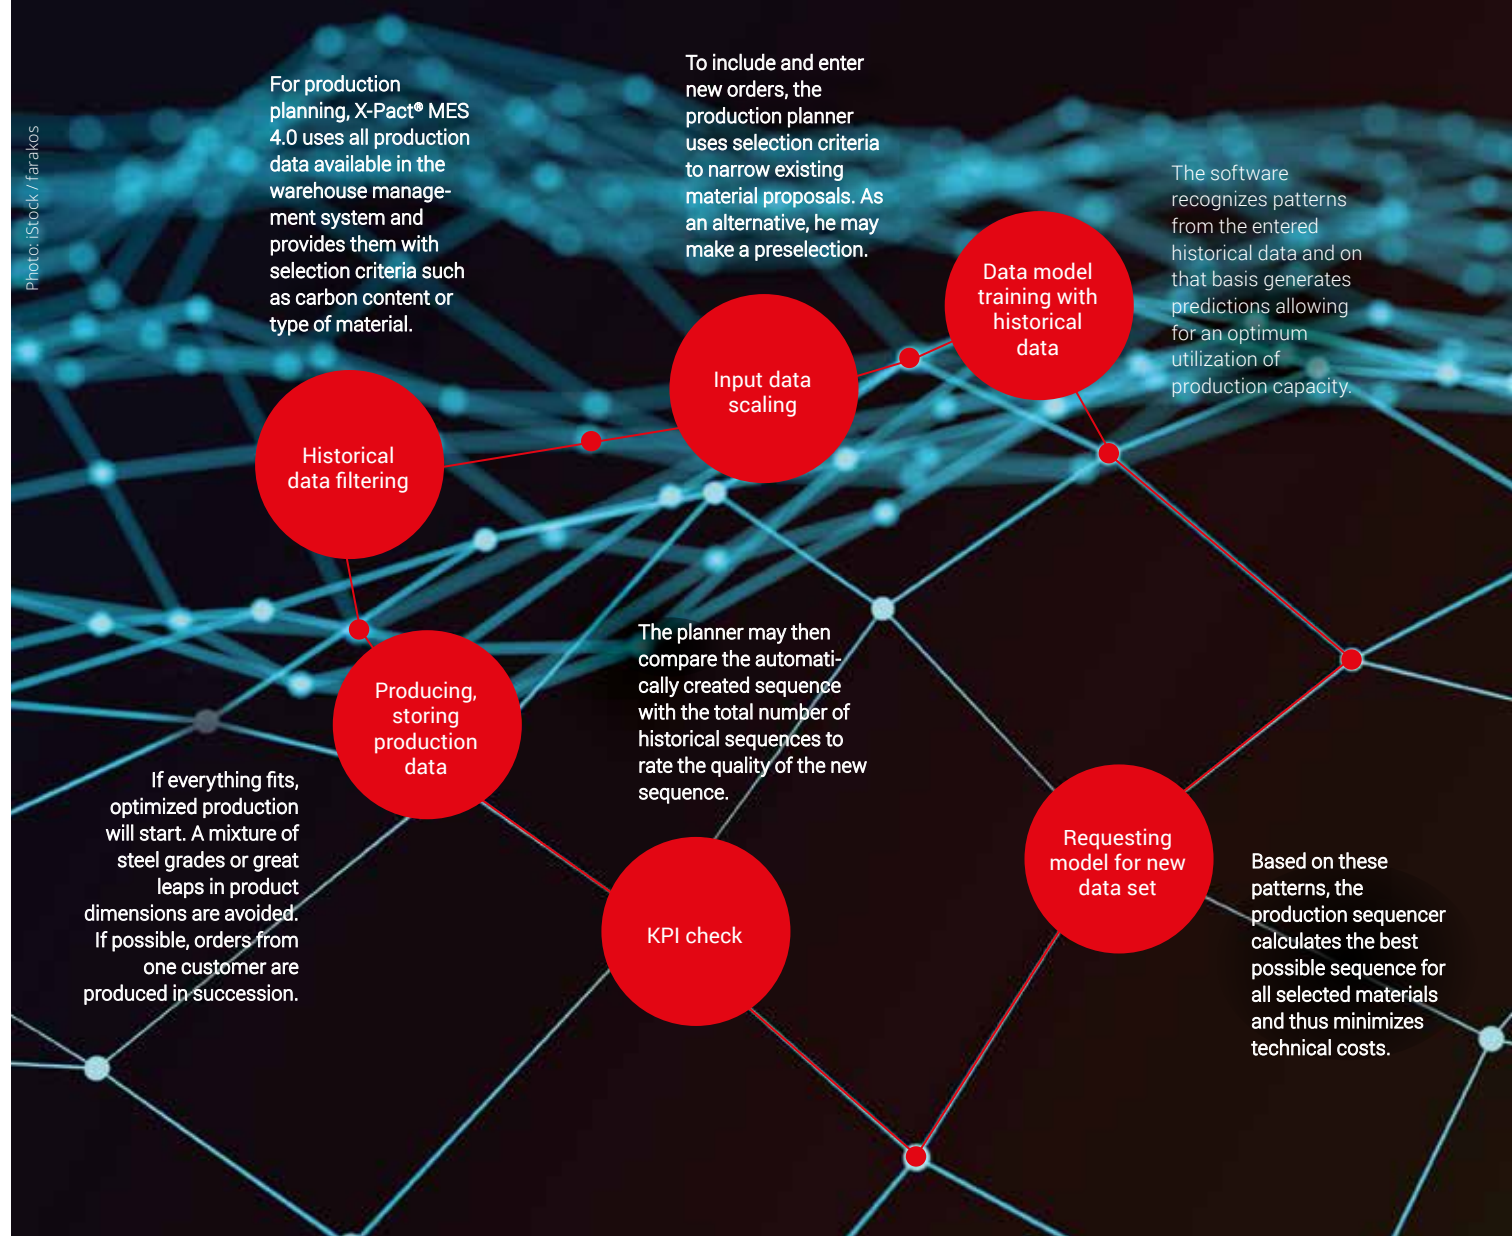 Photo: iStock / farakos
For production
planning, X-Pact® MES
4.0 uses all production
data available in the
warehouse manage-
ment system and
provides them with
selection criteria such
as carbon content or
type of material.
To include and enter
new orders, the
production planner
uses selection criteria
to narrow existing
material proposals. As
an alternative, he may
make a preselection.
The software
recognizes patterns
from the entered
historical data and on
that basis generates
predictions allowing
for an optimum
utilization of
production capacity.
Historical
data filtering
Input data
scaling
Data model
training with
historical
data
Producing,
storing
production
data
If everything fits,
optimized production
will start. A mixture of
steel grades or great
leaps in product
dimensions are avoided.
If possible, orders from
one customer are
produced in succession.
The planner may then
compare the automati-
cally created sequence
with the total number of
historical sequences to
rate the quality of the new
sequence.
KPI check
Requesting
model for new
data set
Based on these
patterns, the
production sequencer
calculates the best
possible sequence for
all selected materials
and thus minimizes
technical costs.